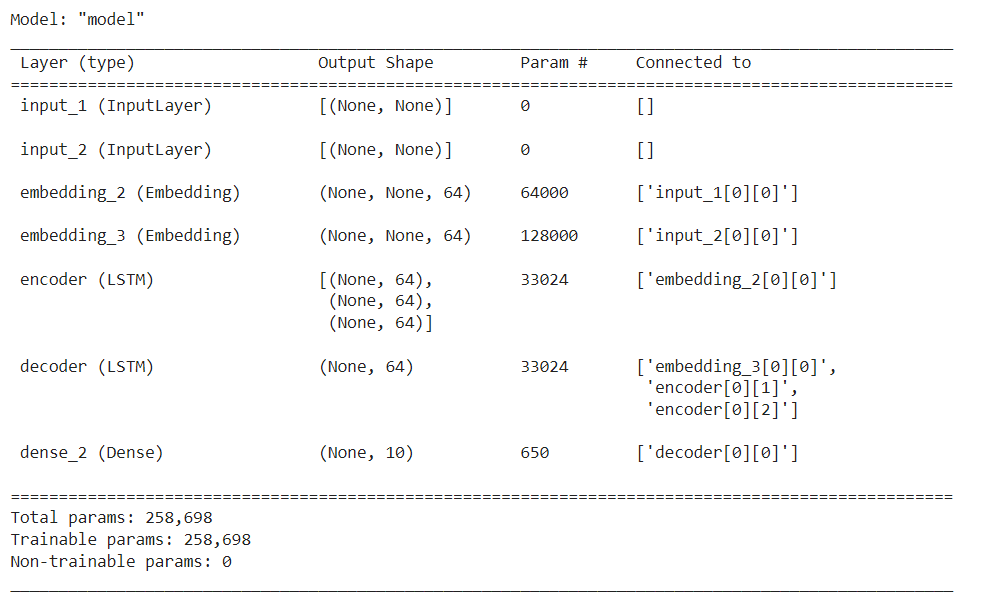 Model: "model"
Layer (type) Output Shape Param # Connected to
input_1 (InputLayer) [(None, None)] 0 []
input_2 (InputLayer) [(None, None)] 0 []
embedding_2 (Embedding) (None, None, 64) 64000 ['input_1[0][0]']
embedding_3 (Embedding) (None, None, 64) 128000 ['input_2[0][0]']
encoder (LSTM) [(None, 64), 33024 ['embedding_2[0][0]']
(None, 64),
(None, 64)]
decoder (LSTM) (None, 64) 33024 ['embedding_3[0][0]',
'encoder[0][1]',
'encoder[0][2]']
dense_2 (Dense) (None, 10) 650 ['decoder[0][0]']
Total params: 258,698
Trainable params: 258,698
Non-trainable params: 0